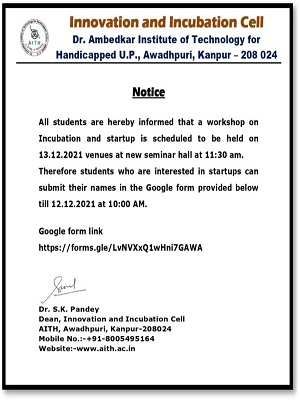 Innovation and Incubation Cell
Dr. Ambedkar Institute of Technology for
Handicapped U.P., Awadhpuri, Kanpur – 208 024
AITH
Notice
All students are hereby informed that a workshop on
Incubation and startup is scheduled to be held on
13.12.2021 venues at new seminar hall at 11:30 am.
Therefore students who are interested in startups can
submit their names in the Google form provided below
till 12.12.2021 at 10:00 AM.
Google form link
https://forms.gle/LvNVXxQ1wHni7GAWA
Dr. S.K. Pandey
Dean, Innovation and Incubation Cell
AITH, Awadhpuri, Kanpur-208024
Mobile No.:-+91-8005495164
Website:-www.aith.ac.in